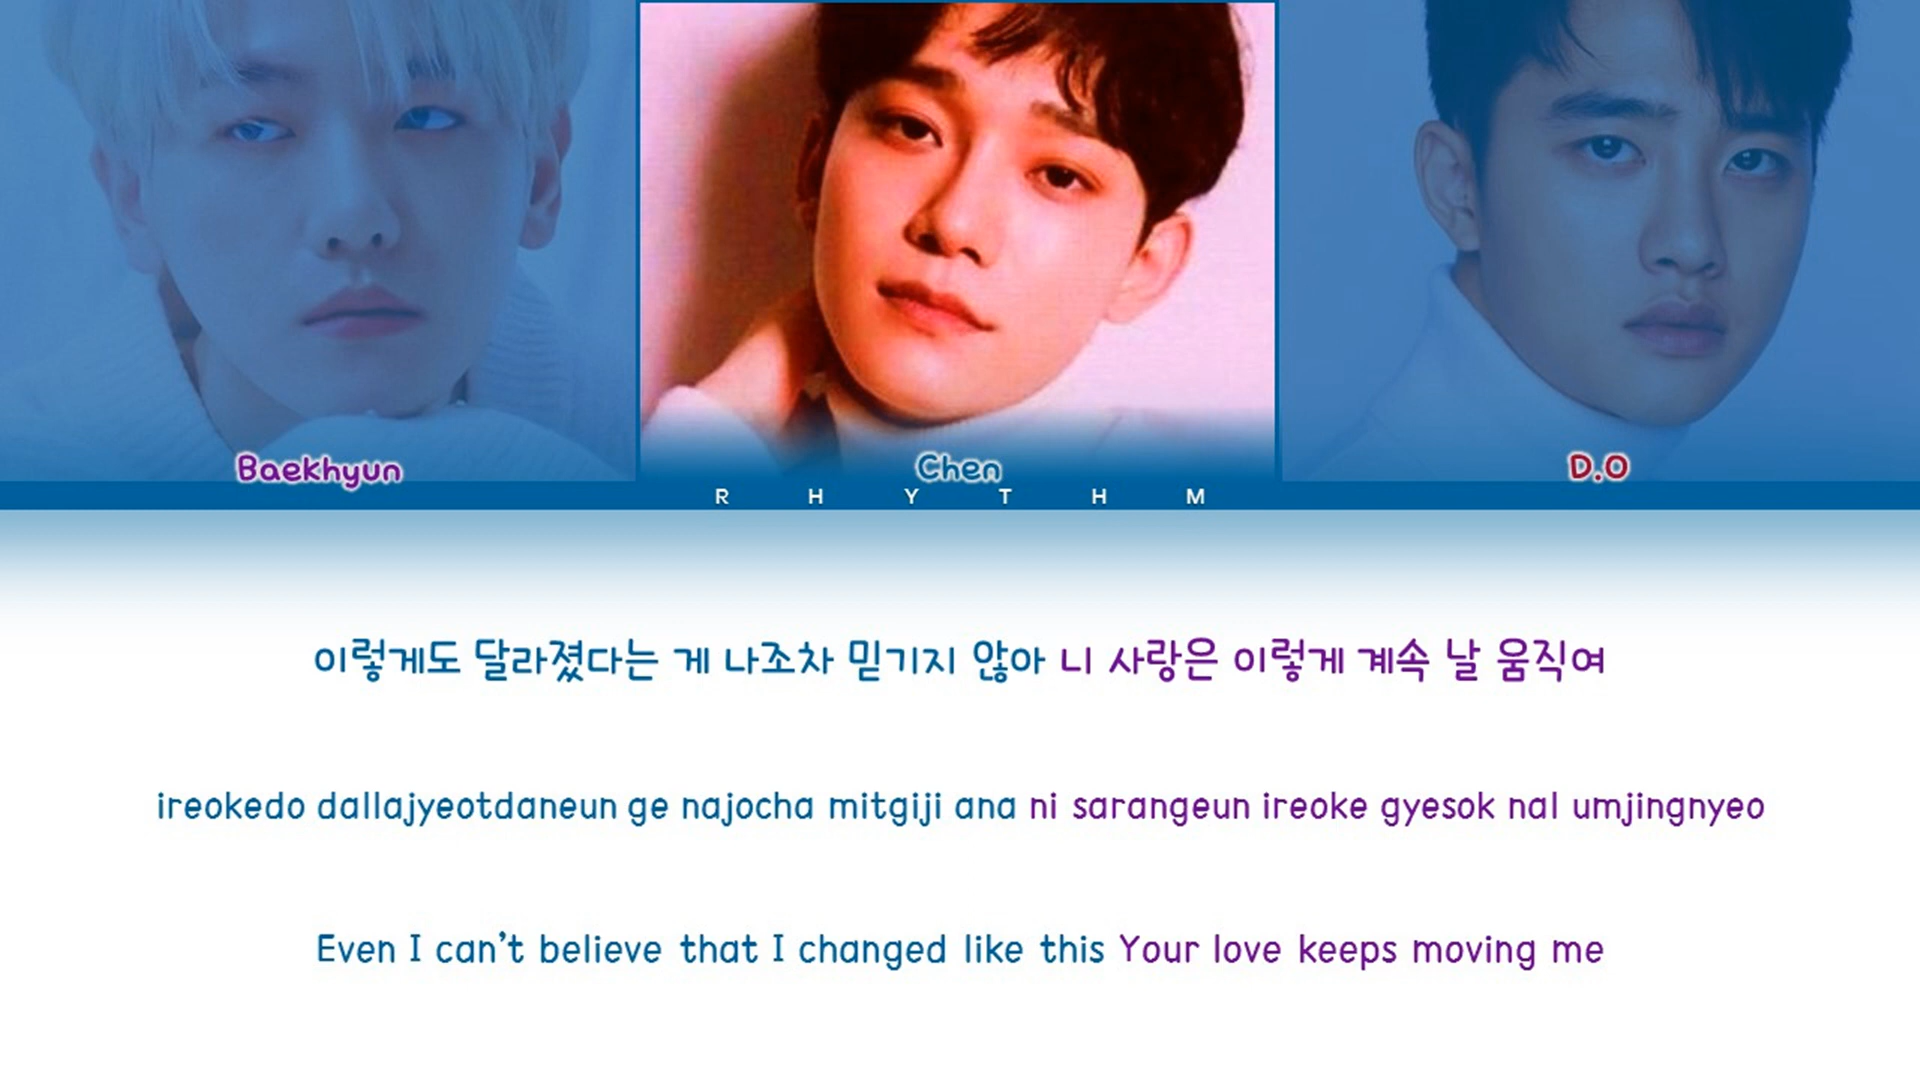 Baekhyun
Chen
D.O
R H Y T H M
이렇게도 달라졌다는 게 나조차 믿기지 않아 니 사랑은 이렇게 계속 날 움직여
ireokedo dallajyeotdaneun ge najocha mitgiji ana ni sarangeun ireoke gyesok nal umjingnyeo
Even I can't believe that I changed like this Your love keeps moving me